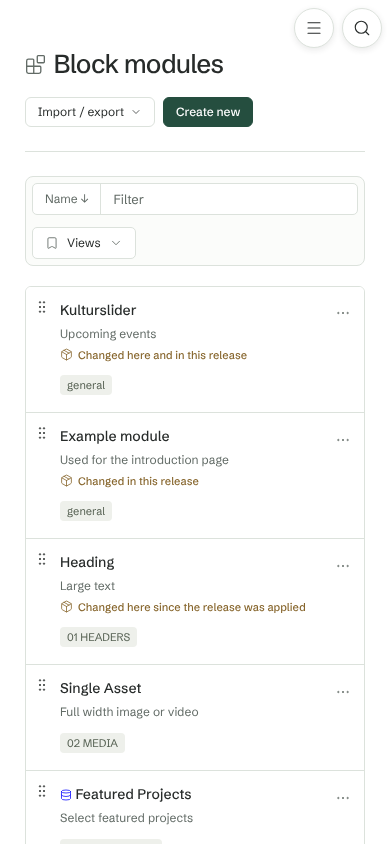 Block modules
Import / export
Create new
Name ↓
Filter
Views
Kulturslider
Upcoming events
Changed here and in this release
general
Example module
Used for the introduction page
Changed in this release
general
Heading
Large text
Changed here since the release was applied
01 HEADERS
Single Asset
Full width image or video
02 MEDIA
Featured Projects
Select featured projects